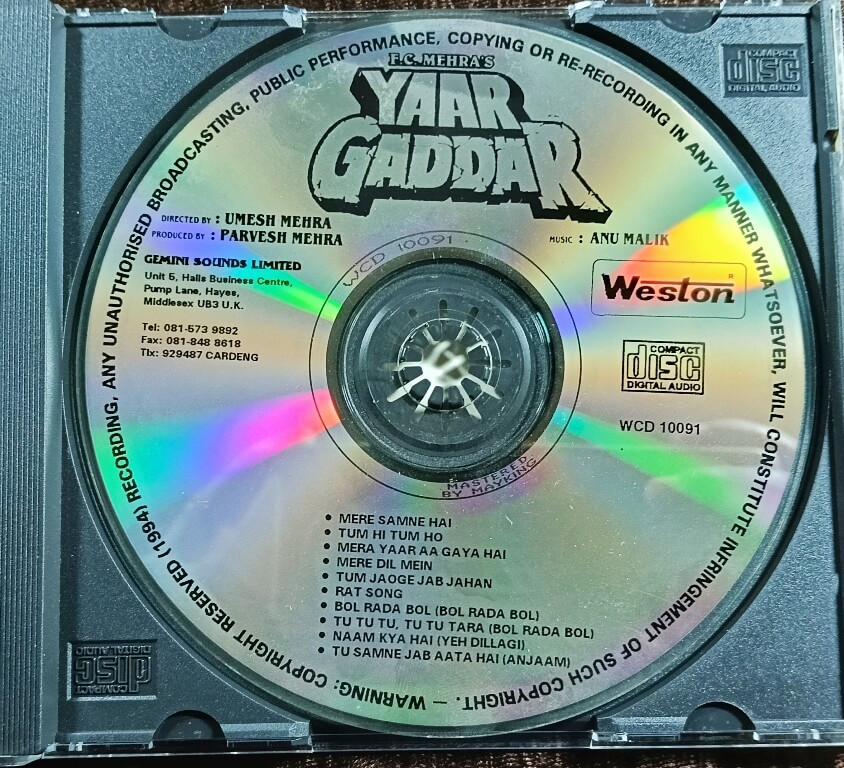 WARNING: COPYRIGHT RESERVED (1994) RECORDING, ANY UNAUTHORISED BROADCASTING, PUBLIC PERFORMANCE, COPYING OR RE-RECORDING IN ANY MANNER WHATSOEVER, WILL CONSTITUTE INFRINGEMENT OF SUCH COPYRIGHT. –
F.C. MEHRA'S
YAAR
GADDAR
COMPACT
disc
DIGITAL AUDIO
DIRECTED BY : UMESH MEHRA
PRODUCED BY : PARVESH MEHRA
MUSIC : ANU MALIK
GEMINI SOUNDS LIMITED
Unit 5, Halls Business Centre,
Pump Lane, Hayes,
Middlesex UB3 U.K.
Tel: 081-573 9892
Fax: 081-848 8618
Tlx: 929487 CARDENG
WCD 10091
Weston R
COMPACT
disc
DIGITAL AUDIO
WCD 10091
MASTERED
BY MAYKING
• MERE SAMNE HAI
• TUM HI TUM HO
• MERA YAAR AA GAYA HAI
• MERE DIL MEIN
• TUM JAOGE JAB JAHAN
• RAT SONG
• BOL RADA BOL (BOL RADA BOL)
• TU TU TU, TU TU TARA (BOL RADA BOL)
• NAAM KYA HAI (YEH DILLAGI)
• TU SAMNE JAB AATA HAI (ANJAAM)
COMPACT
disc
DIGITAL AUDIO